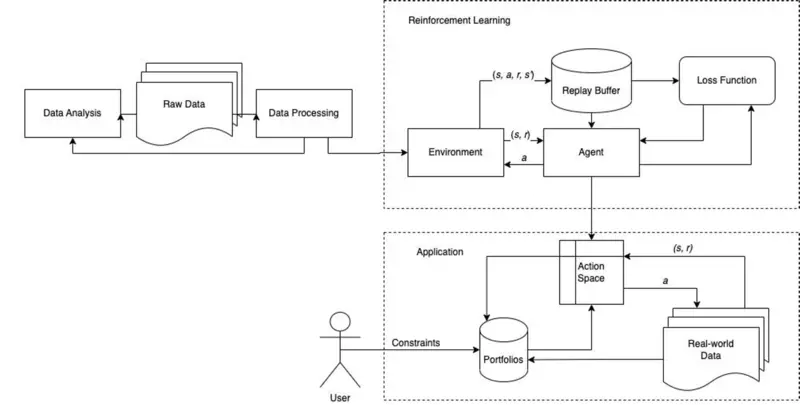 Reinforcement Learning
(s, a, r, s')
Replay Buffer
Loss Function
Data Analysis
Raw Data
Data Processing
(s, r)
Environment
a
Agent
Application
Action
Space
(s, r)
a
Constraints
Portfolios
Real-world
Data
User